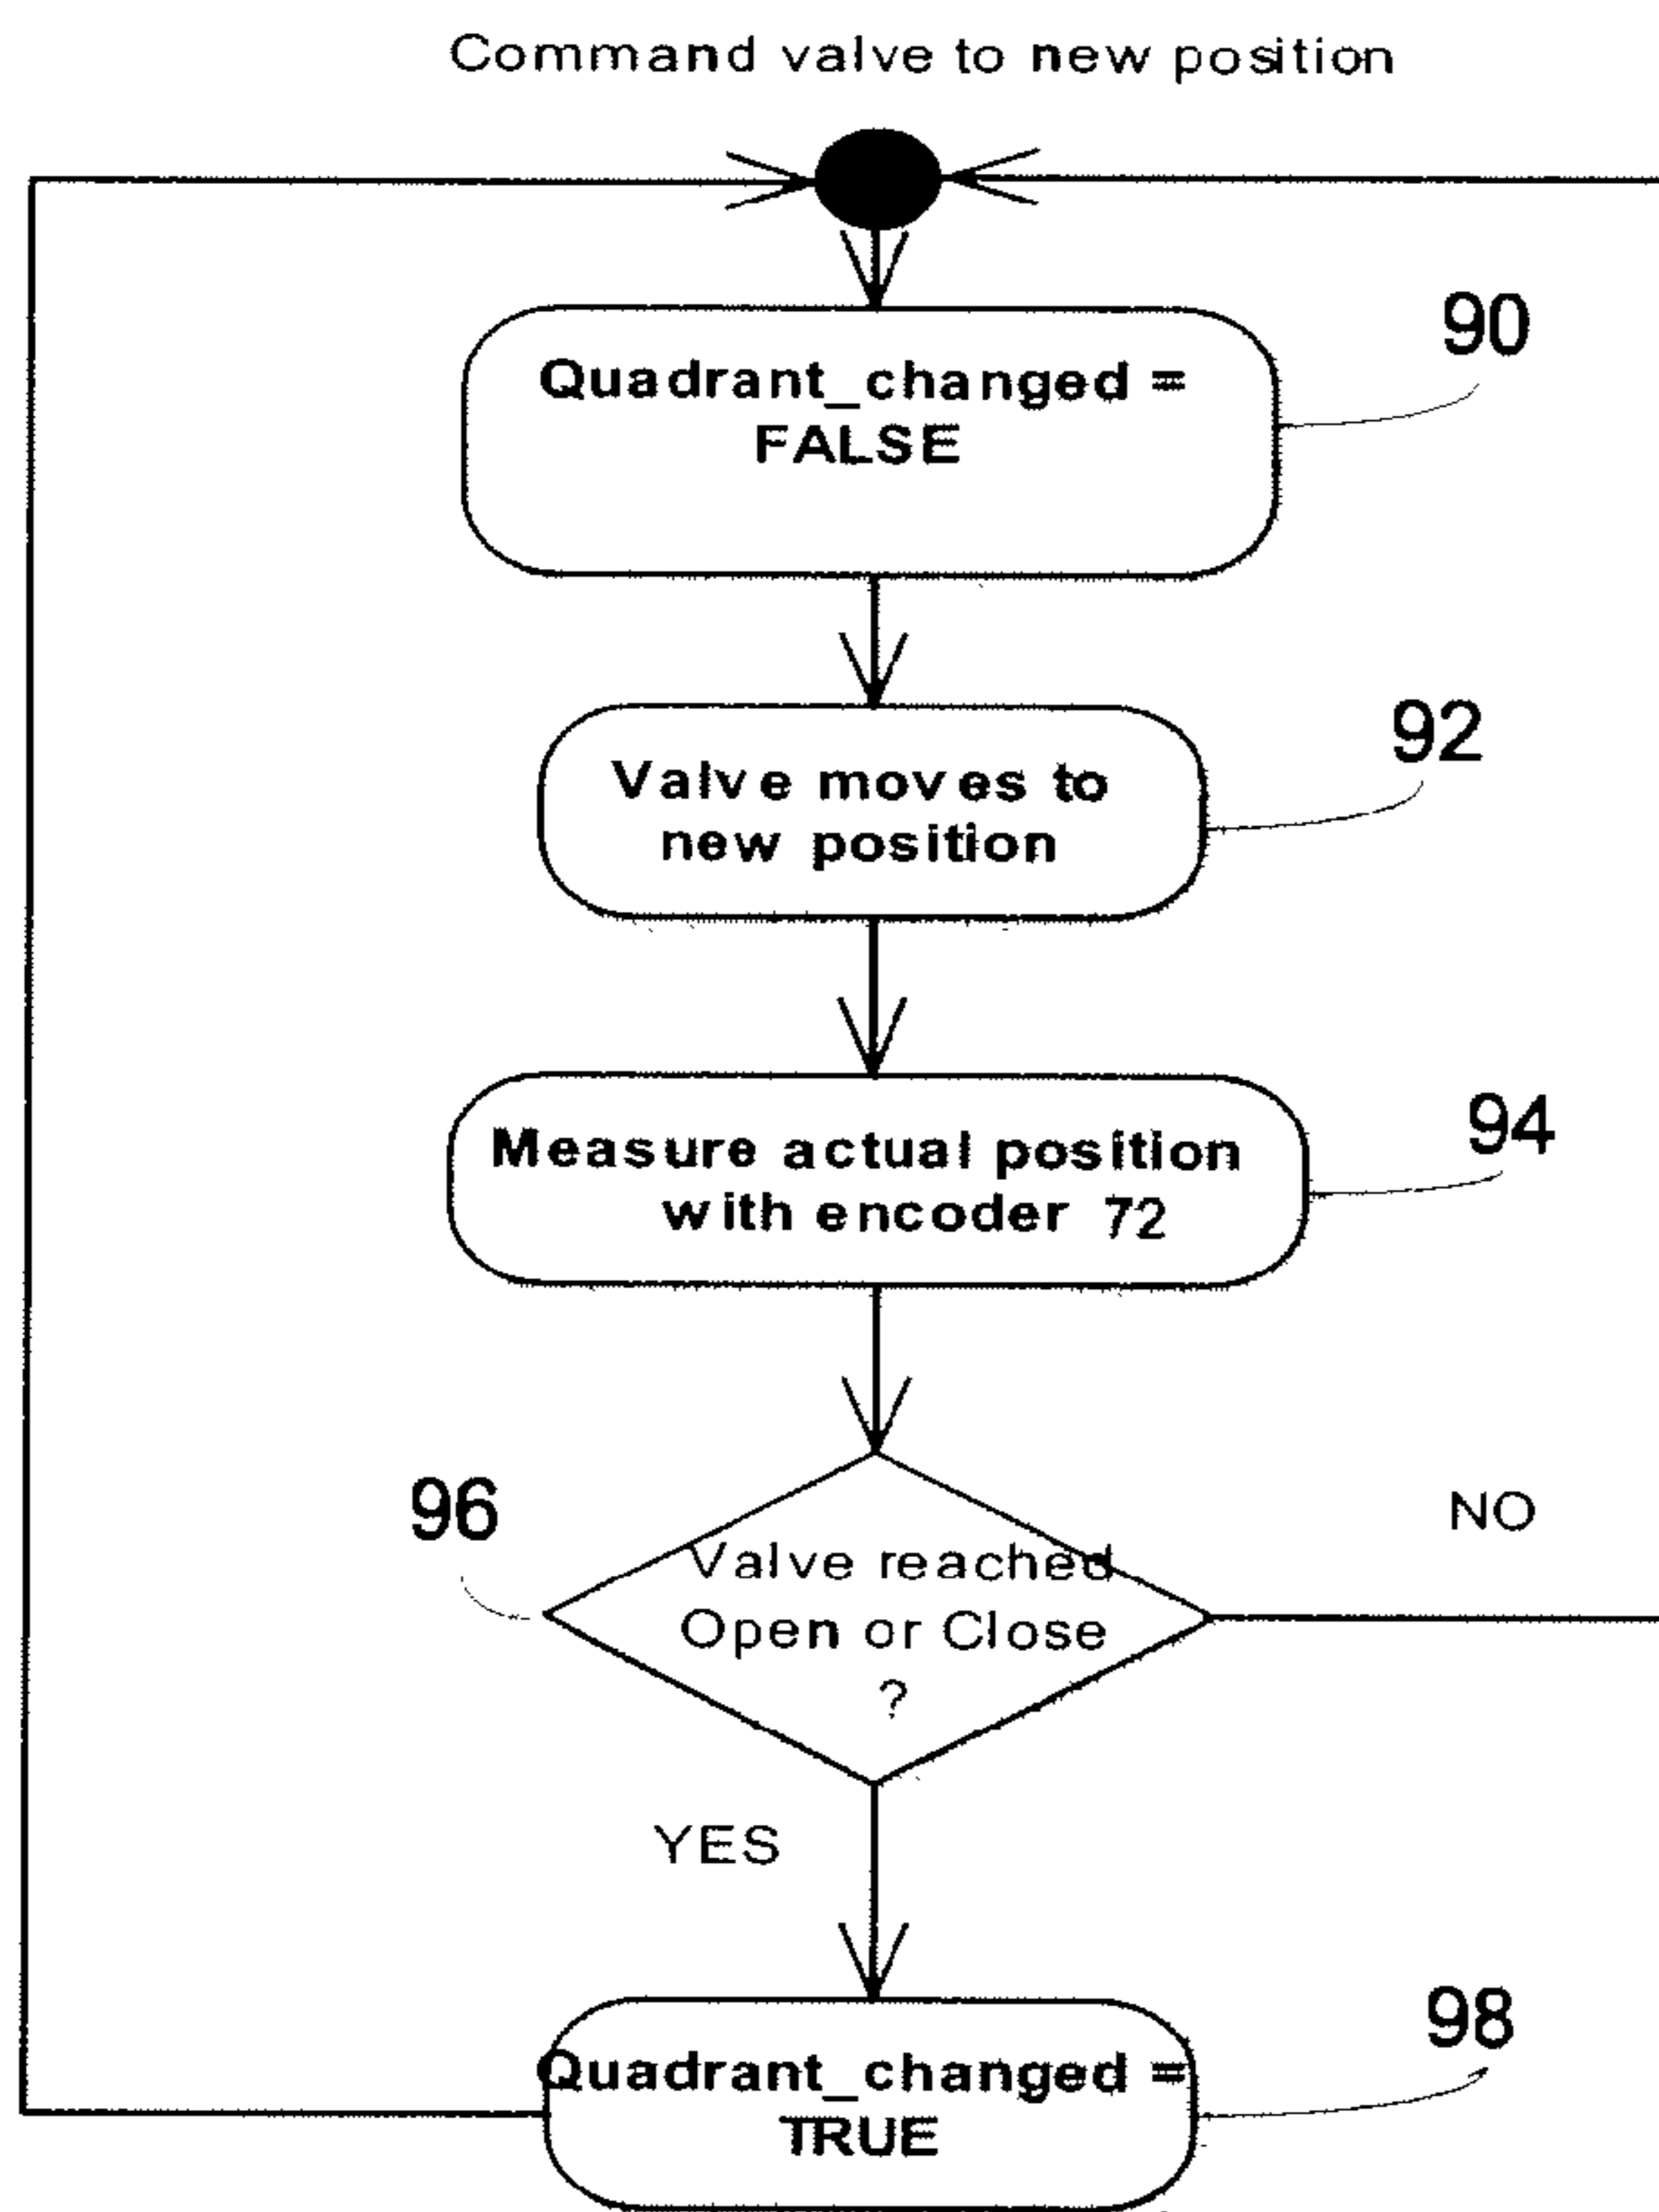 Command valve to new position
90
Quadrant_changed =
FALSE
92
Valve moves to
new position
94
Measure actual position
with encoder 72
96
NO
Valve reached
Open or Close
?
YES
98
Quadrant_changed =
TRUE